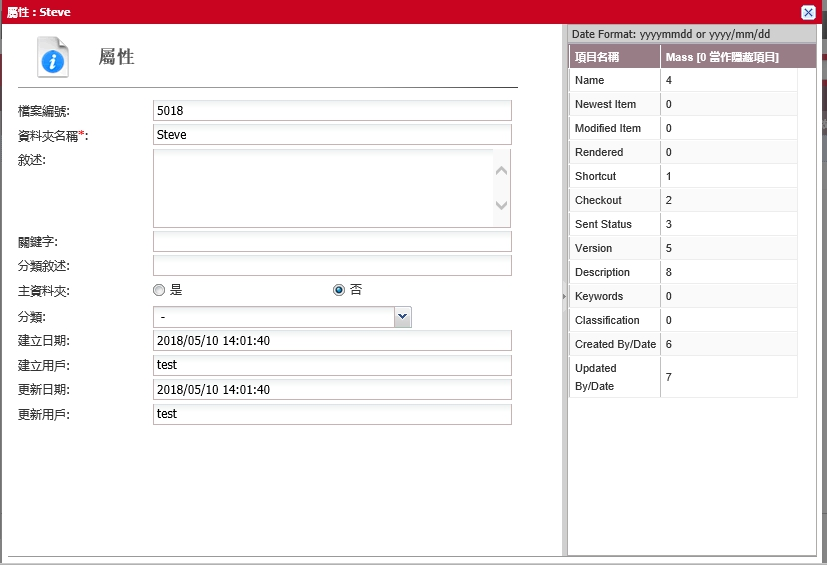 屬性 : Steve
屬性
檔案編號: 5018
資料夾名稱*: Steve
敘述:
關鍵字:
分類敘述:
主資料夾: 是 否
分類: -
建立日期: 2018/05/10 14:01:40
建立用戶: test
更新日期: 2018/05/10 14:01:40
更新用戶: test
Date Format: yyyymmdd or yyyy/mm/dd
項目名稱 Mass [0 當作隱蔽項目]
Name 4
Newest Item 0
Modified Item 0
Rendered 0
Shortcut 1
Checkout 2
Sent Status 3
Version 5
Description 8
Keywords 0
Classification 0
Created By/Date 6
Updated
By/Date 7